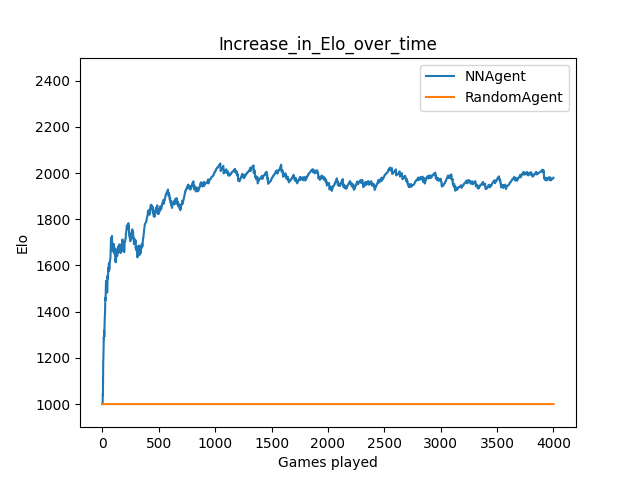 Increase_in_Elo_over_time
NNAgent
RandomAgent
2400
2200
2000
1800
1600
1400
1200
1000
Elo
0 500 1000 1500 2000 2500 3000 3500 4000
Games played